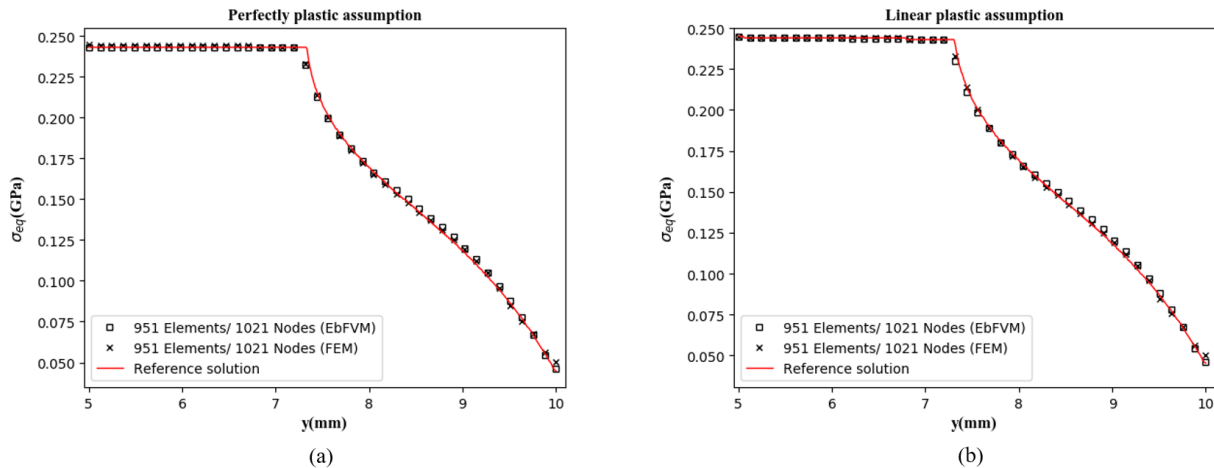 Perfectly plastic assumption
0.250
0.225
0.200
0.175
0.150
0.125
0.100
0.075
0.050
σeq(GPa)
951 Elements/ 1021 Nodes (EbFVM)
951 Elements/ 1021 Nodes (FEM)
Reference solution
5 6 7 8 9 10
y(mm)
(a)
Linear plastic assumption
0.250
0.225
0.200
0.175
0.150
0.125
0.100
0.075
0.050
σeq(GPa)
951 Elements/ 1021 Nodes (EbFVM)
951 Elements/ 1021 Nodes (FEM)
Reference solution
5 6 7 8 9 10
y(mm)
(b)